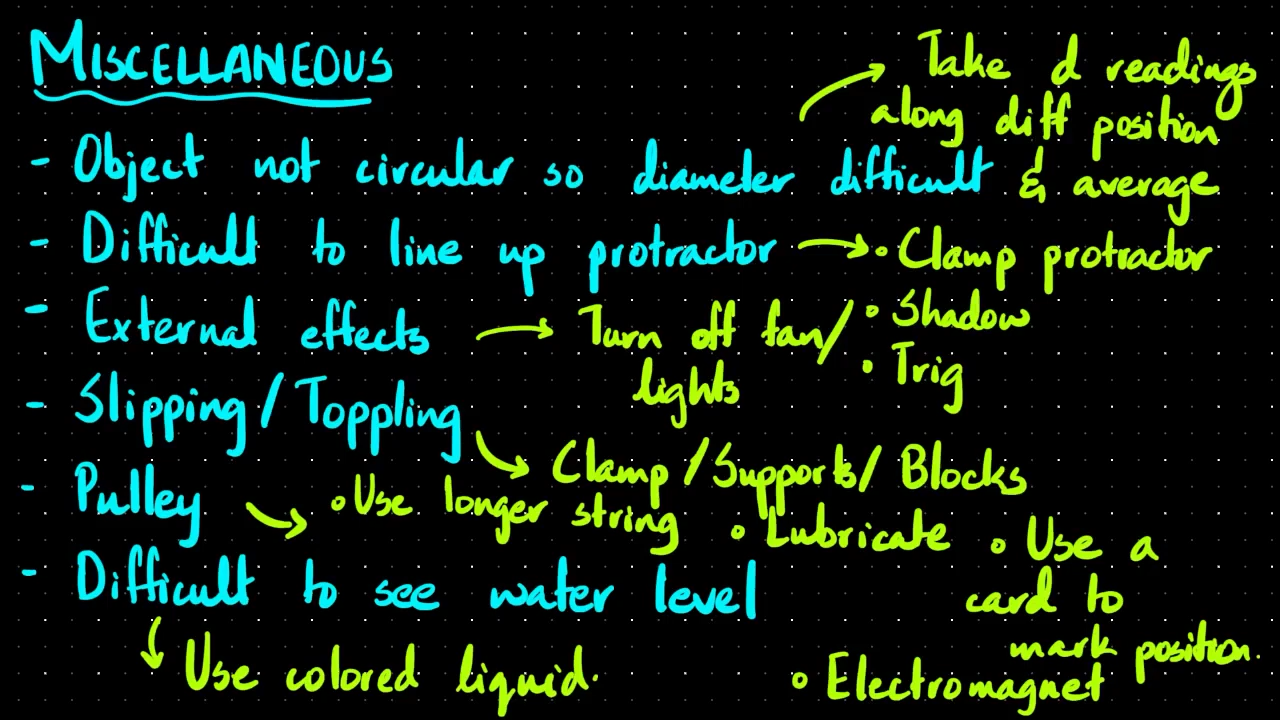 MISCELLANEOUS
Take d readings
along diff position
- Object not circular so diameter difficult & average
- Difficult to line up protractor
• Clamp protractor
• Shadow
• Trig
- External effects
Turn off fan/
lights
- Slipping/Toppling
Clamp/Supports/Blocks
- Pulley
• Use longer string • Lubricate • Use a
card to
mark position.
• Electromagnet
- Difficult to see water level
Use colored liquid.